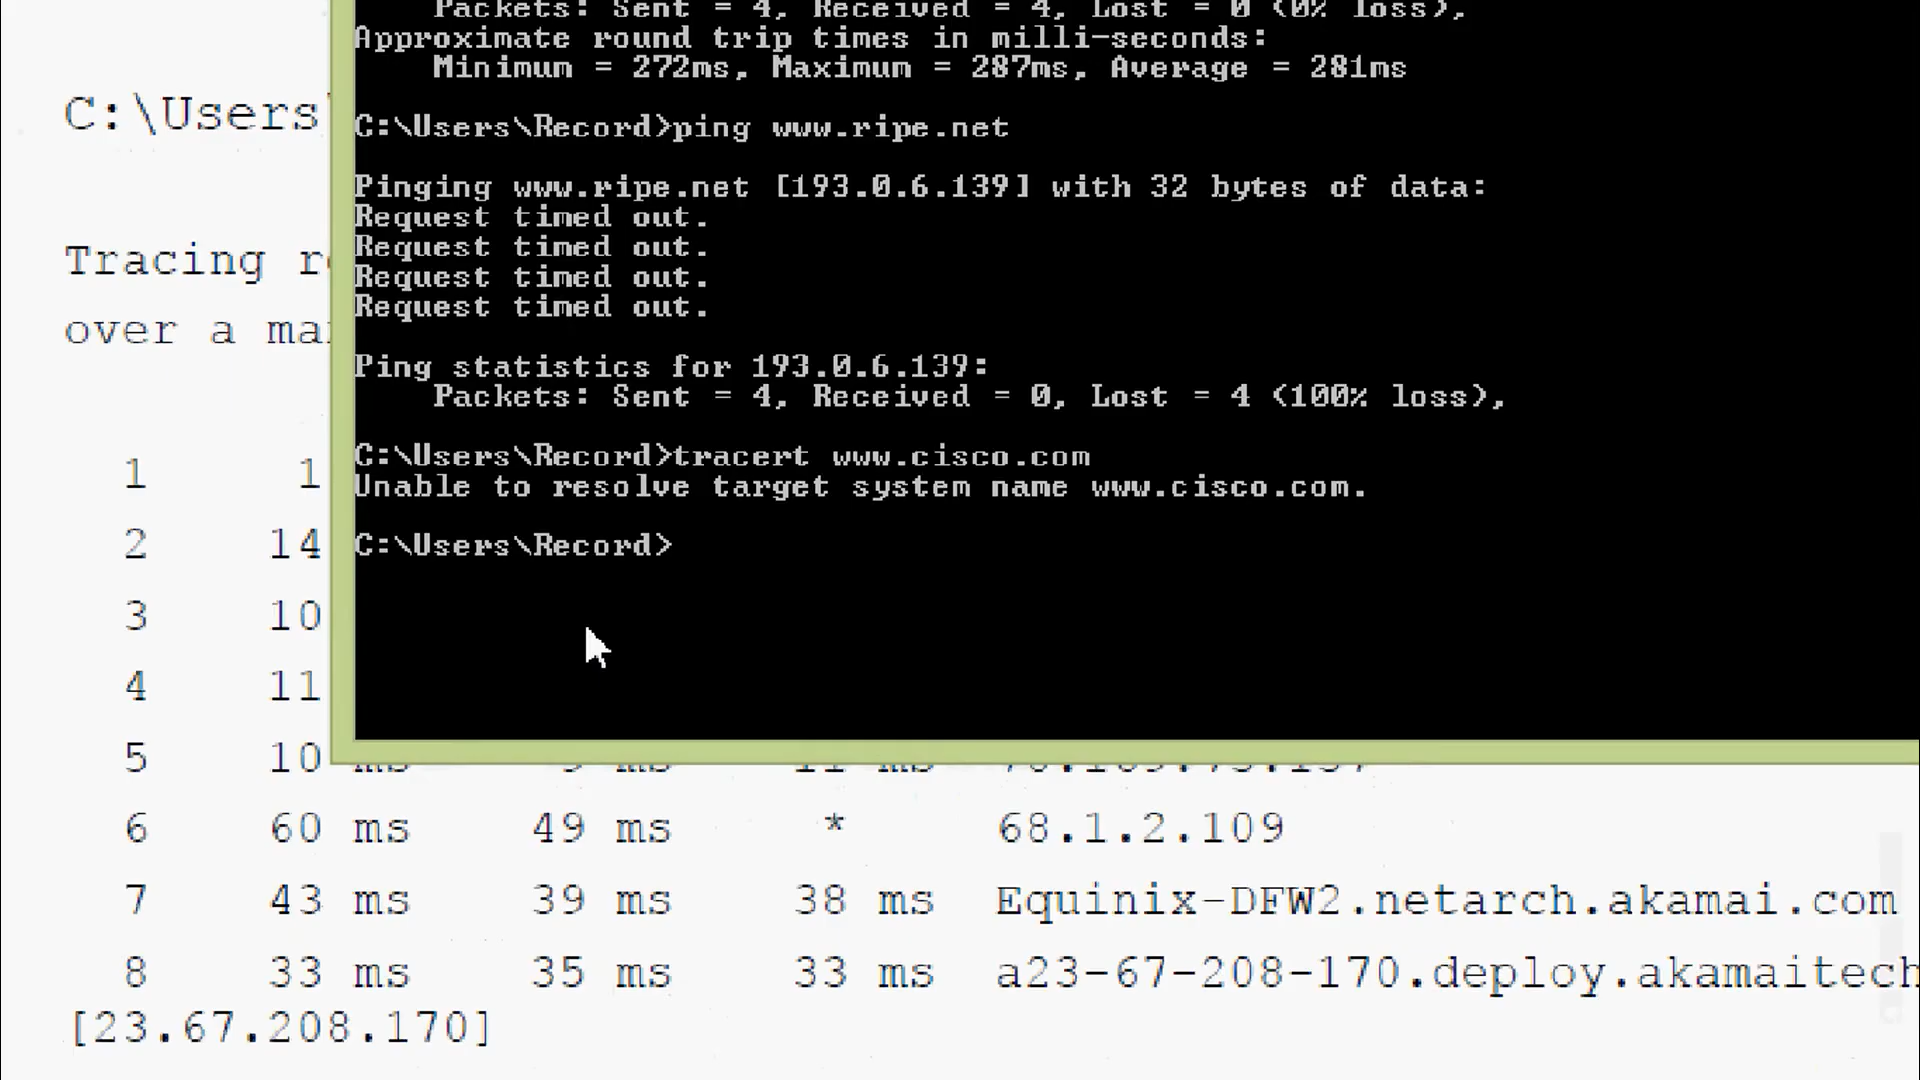 Packets: Sent = 4, Received = 4, Lost = 0 (0% loss),
Approximate round trip times in milli-seconds:
Minimum = 272ms, Maximum = 287ms, Average = 281ms
C:\Users\Record>ping www.ripe.net
Pinging www.ripe.net [193.0.6.139] with 32 bytes of data:
Request timed out.
Request timed out.
Request timed out.
Request timed out.
Ping statistics for 193.0.6.139:
Packets: Sent = 4, Received = 0, Lost = 4 (100% loss),
C:\Users\Record>tracert www.cisco.com
Unable to resolve target system name www.cisco.com.
C:\Users\Record>
C:\Users
Tracing
over a
1 1
2 14
3 10
4 11
5 10 ms
6 60 ms 49 ms * 68.1.2.109
7 43 ms 39 ms 38 ms Equinix-DFW2.netarch.akamai.com
8 33 ms 35 ms 33 ms a23-67-208-170.deploy.akamaitech
[23.67.208.170]